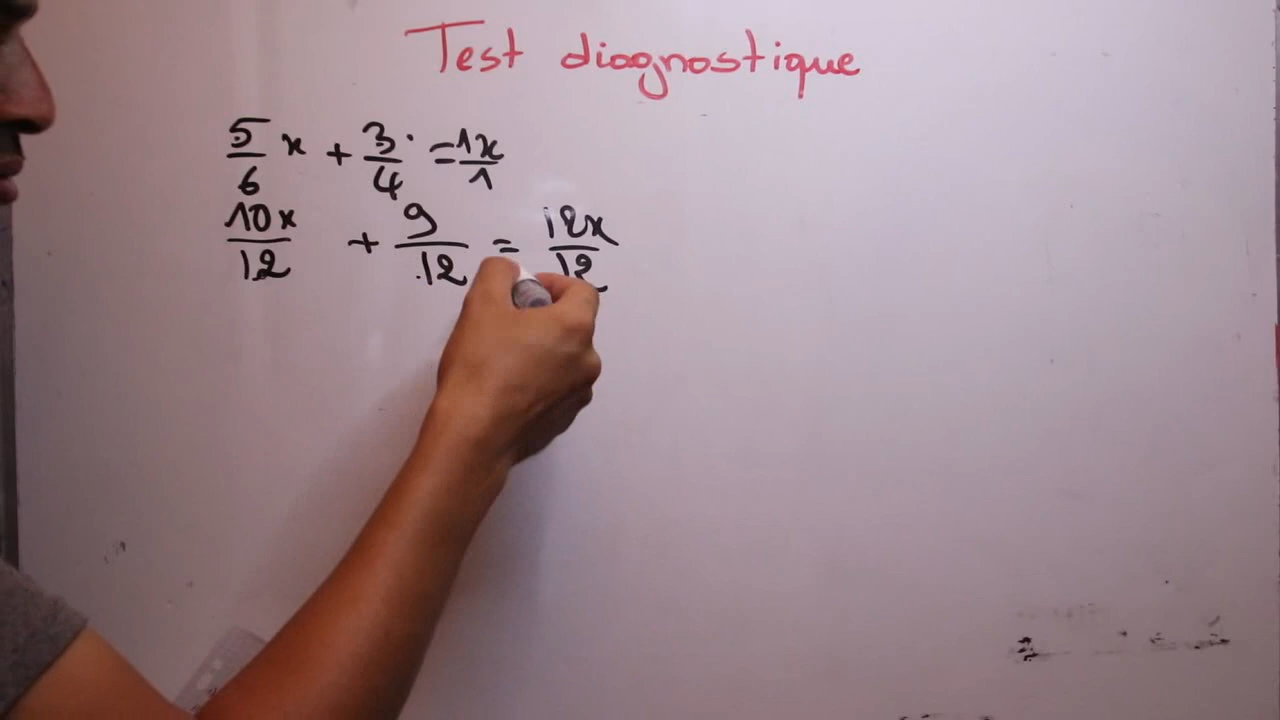 Test diagnostique
5/6 x + 3/4 = 1x/1
10x/12 + 9/12 = 12x/12